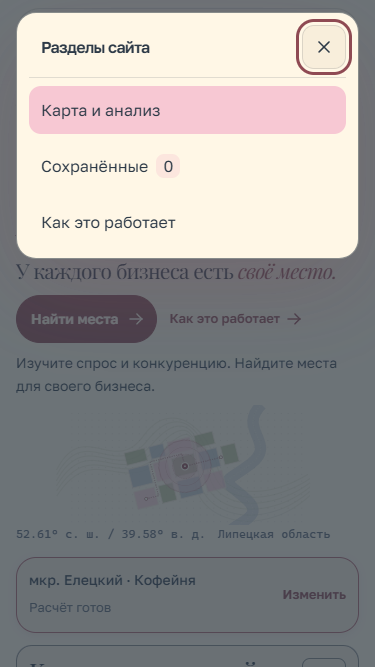 Разделы сайта
Карта и анализ
Сохранённые 0
Как это работает
У каждого бизнеса есть своё место.
Найти места → Как это работает →
Изучите спрос и конкуренцию. Найдите места
для своего бизнеса.
52.61° с. ш. / 39.58° в. д. Липецкая область
мкр. Елецкий · Кофейня
Изменить
Расчёт готов